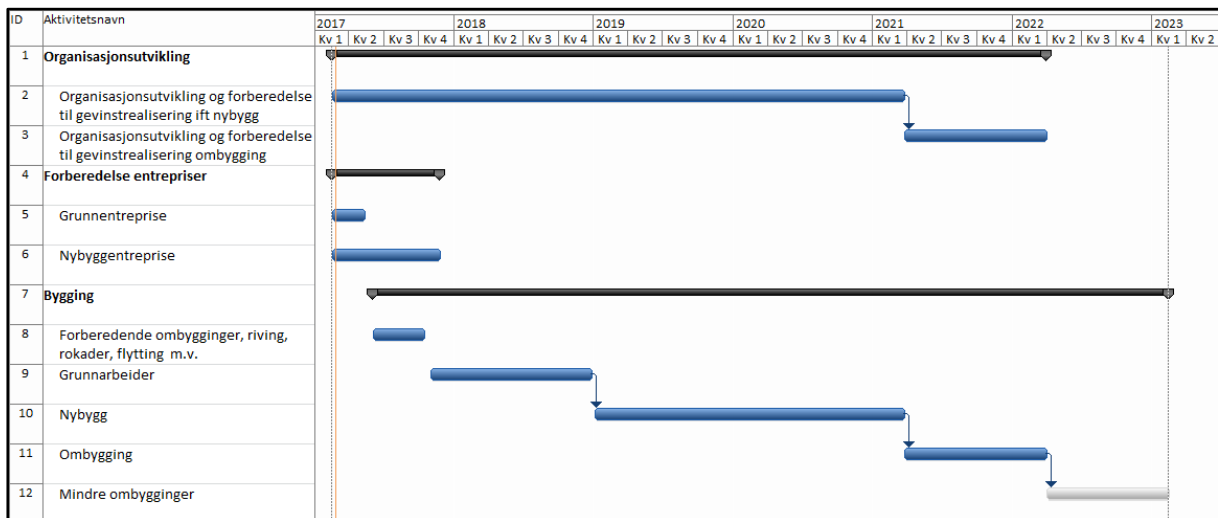 ID Aktivitetsnavn 2017 2018 2019 2020 2021 2022 2023
Kv 1 Kv 2 Kv 3 Kv 4 Kv 1 Kv 2 Kv 3 Kv 4 Kv 1 Kv 2 Kv 3 Kv 4 Kv 1 Kv 2 Kv 3 Kv 4 Kv 1 Kv 2 Kv 3 Kv 4 Kv 1 Kv 2 Kv 3 Kv 4 Kv 1 Kv 2
1 Organisasjonsutvikling
2 Organisasjonsutvikling og forberedelse
til gevinstrealisering ift nybygg
3 Organisasjonsutvikling og forberedelse
til gevinstrealisering ombygging
4 Forberedelse entrepriser
5 Grunnentreprise
6 Nybyggentreprise
7 Bygging
8 Forberedende ombygginger, riving,
rokader, flytting m.v.
9 Grunnarbeider
10 Nybygg
11 Ombygging
12 Mindre ombygginger